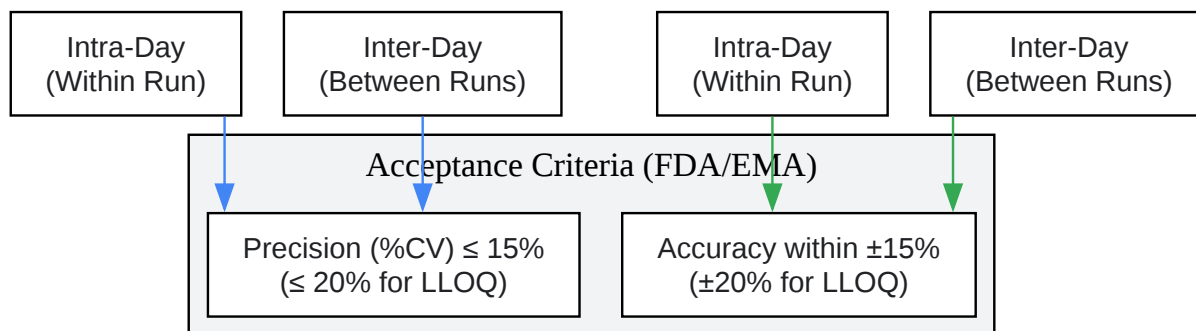 Intra-Day
(Within Run)
Inter-Day
(Between Runs)
Intra-Day
(Within Run)
Inter-Day
(Between Runs)
Acceptance Criteria (FDA/EMA)
Precision (%CV) ≤ 15%
(≤ 20% for LLOQ)
Accuracy within ±15%
(±20% for LLOQ)